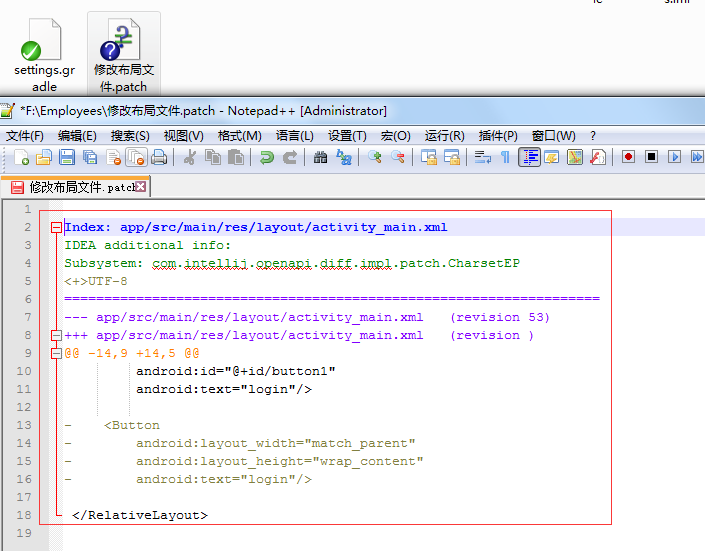 settings.gr
adle
修改布局文
件.patch
*F:\Employees\修改布局文件.patch - Notepad++ [Administrator]
文件(F) 编辑(E) 搜索(S) 视图(V) 格式(M) 语言(L) 设置(T) 宏(O) 运行(R) 插件(P) 窗口(W) ?
修改布局文件.patch
1
2 Index: app/src/main/res/layout/activity_main.xml
3 IDEA additional info:
4 Subsystem: com.intellij.openapi.diff.impl.patch.CharsetEP
5 <+>UTF-8
6 ===================================================================
7 --- app/src/main/res/layout/activity_main.xml (revision 53)
8 +++ app/src/main/res/layout/activity_main.xml (revision )
9 @@ -14,9 +14,5 @@
10 android:id="@+id/button1"
11 android:text="login"/>
12
13 - <Button
14 - android:layout_width="match_parent"
15 - android:layout_height="wrap_content"
16 - android:text="login"/>
17
18 </RelativeLayout>
19